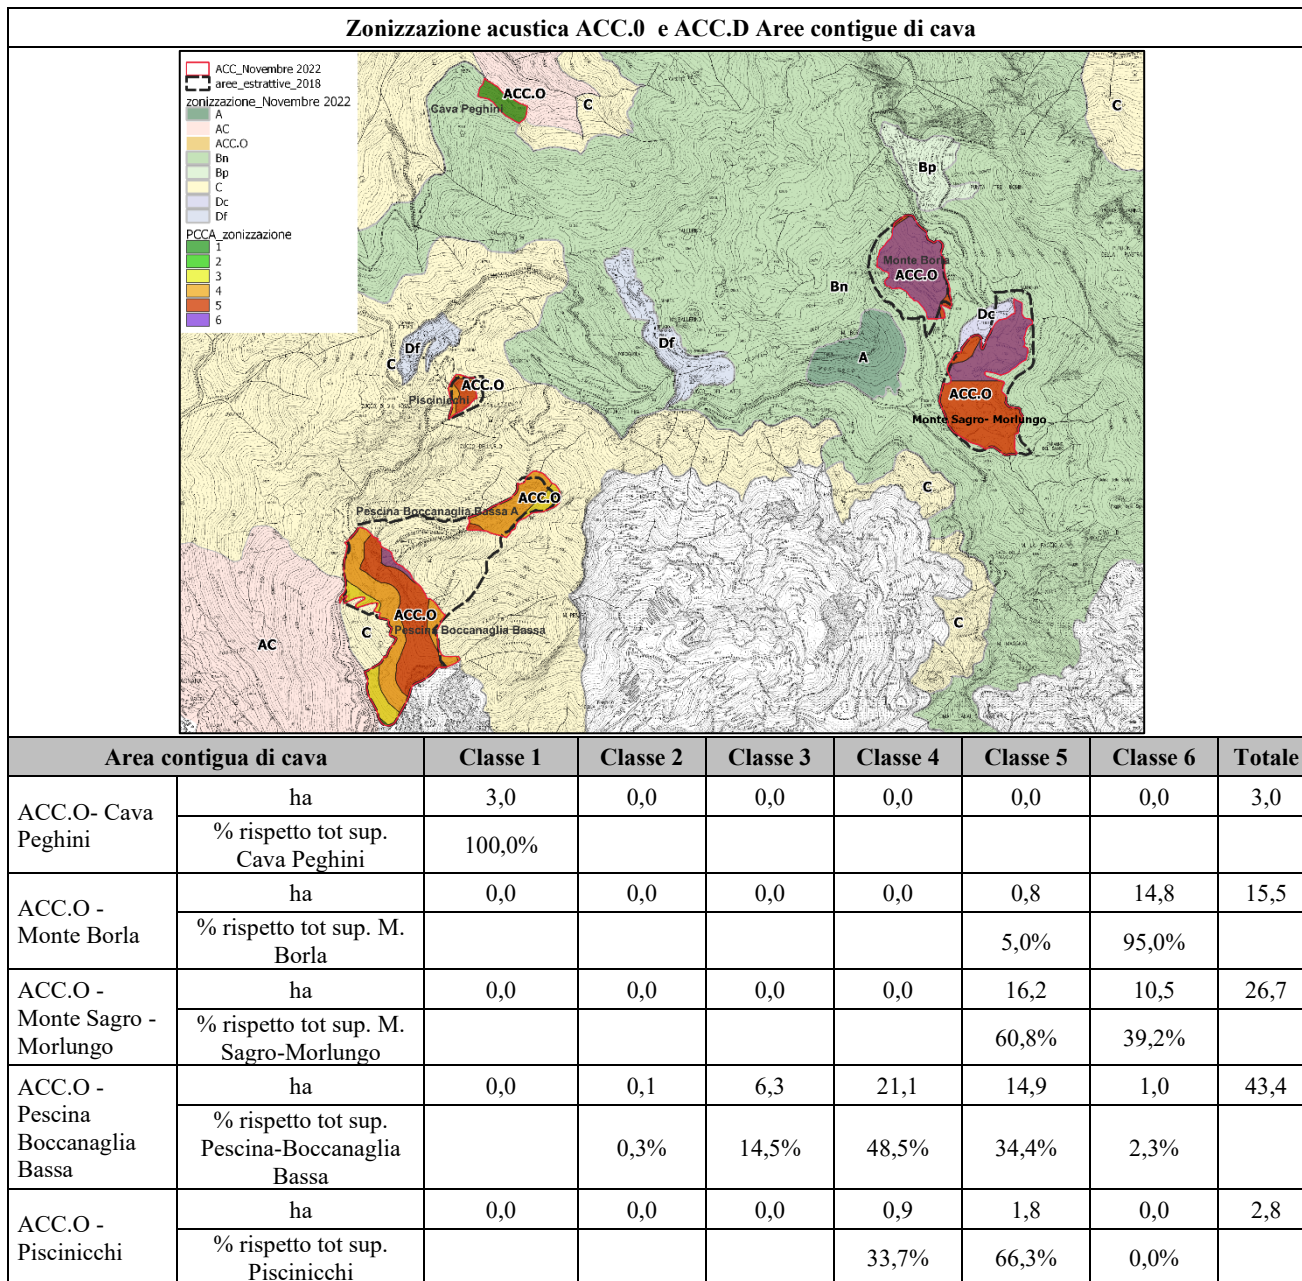 Zonizzazione acustica ACC.0 e ACC.D Aree contigue di cava
ACC_Novembre 2022
aree_estrattive_2018
zonizzazione_Novembre 2022
A
AC
ACC.O
Bn
Bp
C
Dc
Df
PCCA_zonizzazione
1
2
3
4
5
6
ACC.O
Cava Peghini
C
C
Bp
Monte Borla
ACC.O
Bn
Dc
Df
Df
A
C
ACC.O
Piscinicchi
ACC.O
Monte Sagro- Morlungo
C
ACC.O
Pescina Boccanaglia Bassa A
ACC.O
C
Pescina Boccanaglia Bassa
C
AC
Area contigua di cava Classe 1 Classe 2 Classe 3 Classe 4 Classe 5 Classe 6 Totale
ACC.O- Cava Peghini
ha 3,0 0,0 0,0 0,0 0,0 0,0 3,0
% rispetto tot sup. Cava Peghini 100,0%
ACC.O - Monte Borla
ha 0,0 0,0 0,0 0,0 0,8 14,8 15,5
% rispetto tot sup. M. Borla 5,0% 95,0%
ACC.O - Monte Sagro - Morlungo
ha 0,0 0,0 0,0 0,0 16,2 10,5 26,7
% rispetto tot sup. M. Sagro-Morlungo 60,8% 39,2%
ACC.O - Pescina Boccanaglia Bassa
ha 0,0 0,1 6,3 21,1 14,9 1,0 43,4
% rispetto tot sup. Pescina-Boccanaglia Bassa 0,3% 14,5% 48,5% 34,4% 2,3%
ACC.O - Piscinicchi
ha 0,0 0,0 0,0 0,9 1,8 0,0 2,8
% rispetto tot sup. Piscinicchi 33,7% 66,3% 0,0%